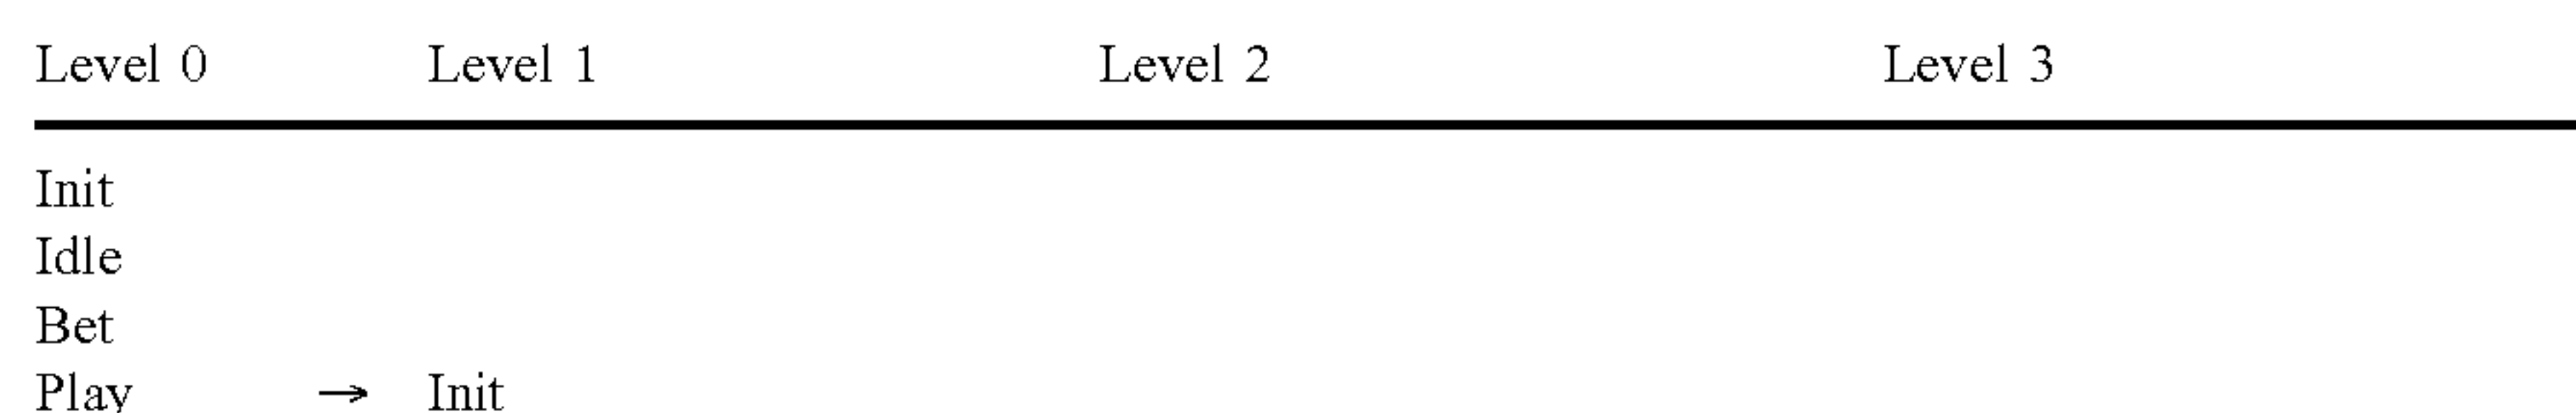 Level 0 Level 1 Level 2 Level 3
Init
Idle
Bet
Play → Init